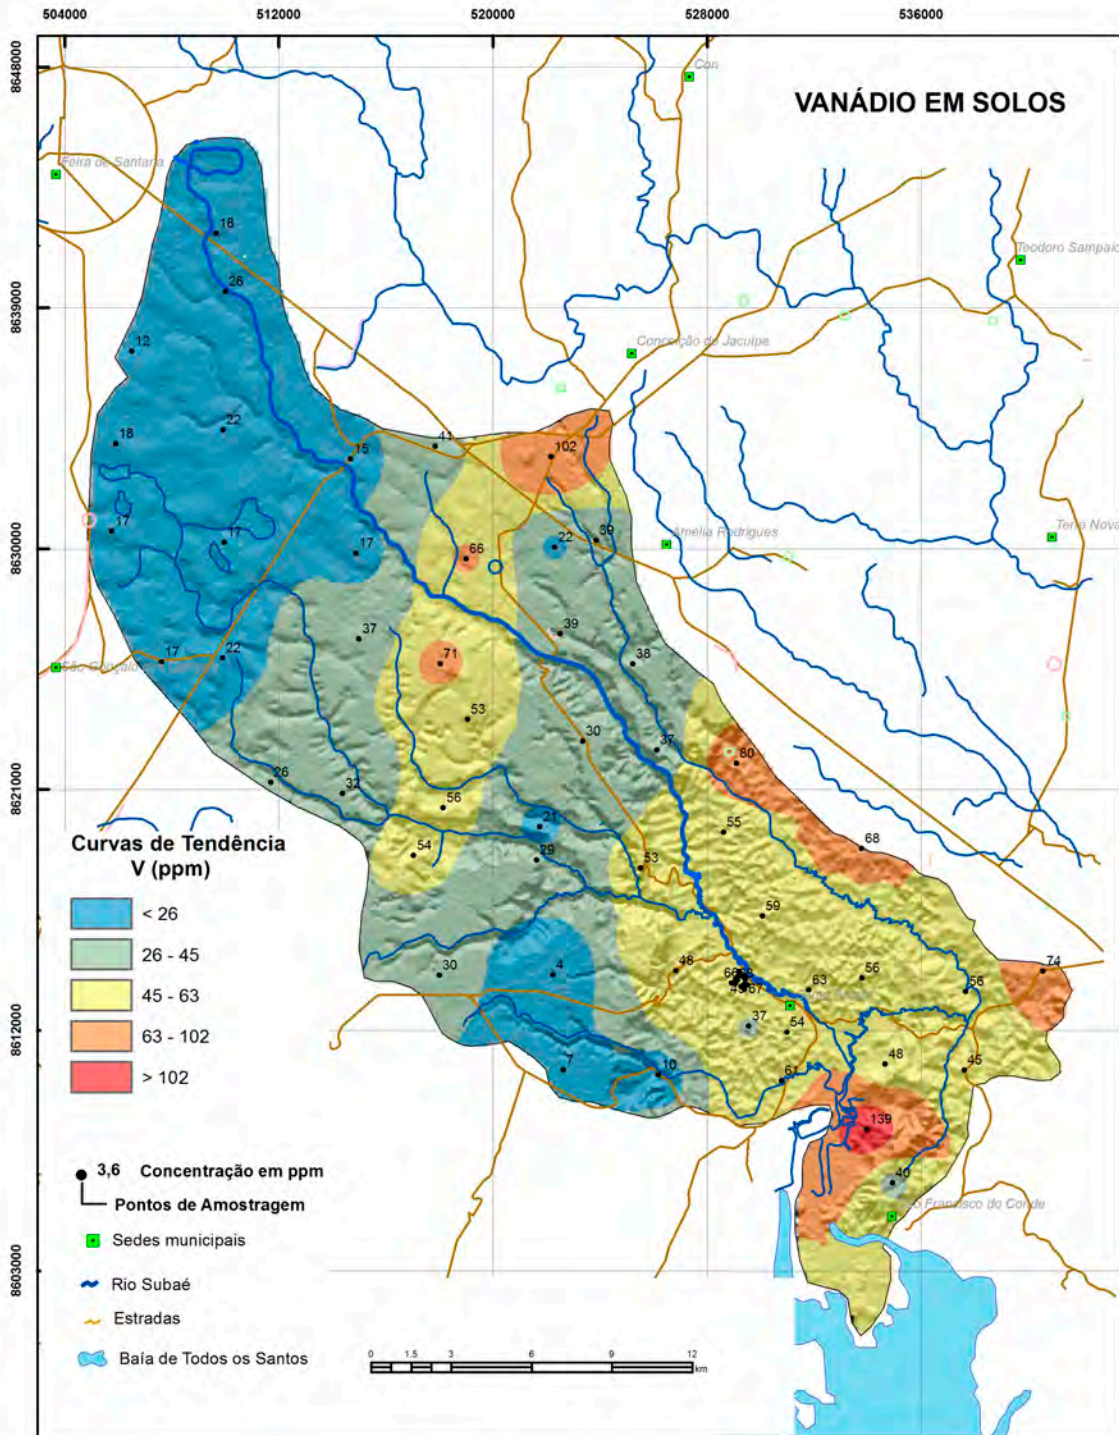 504000 512000 520000 528000 536000
8648000
Con
VANÁDIO EM SOLOS
Feira de Santana
18
Teodoro Sampaio
26
8639000
12
Conceição do Jacuípe
22
18
41
102
15
17
17
17
66
22
39
Amélia Rodrigues
Terra Nova
8630000
37
39
17
22
71
38
São Gonçalo
53
30
37
80
26
32
8621000
56
21
55
Curvas de Tendência
V (ppm)
54
29
53
68
< 26
59
26 - 45
30
4
48
66
63
56
56
74
45 - 63
49
67
37
54
8612000
63 - 102
7
10
61
48
45
> 102
139
3,6 Concentração em ppm
40
Pontos de Amostragem
Francisco do Conde
Sedes municipais
8603000
Rio Subaé
Estradas
Baía de Todos os Santos
0 1.5 3 6 9 12
km